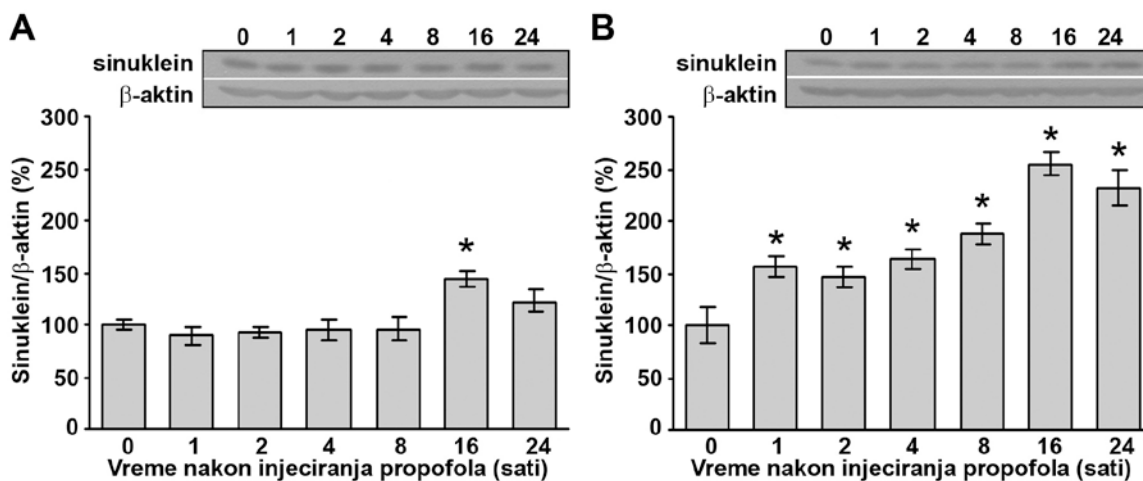 A
0 1 2 4 8 16 24
sinuklein
β-aktin
300
250
200
150
100
50
0
Sinuklein/β-aktin (%)
*
0 1 2 4 8 16 24
Vreme nakon injeciranja propofola (sati)
B
0 1 2 4 8 16 24
sinuklein
β-aktin
300
250
200
150
100
50
0
Sinuklein/β-aktin (%)
* * * * * *
0 1 2 4 8 16 24
Vreme nakon injeciranja propofola (sati)